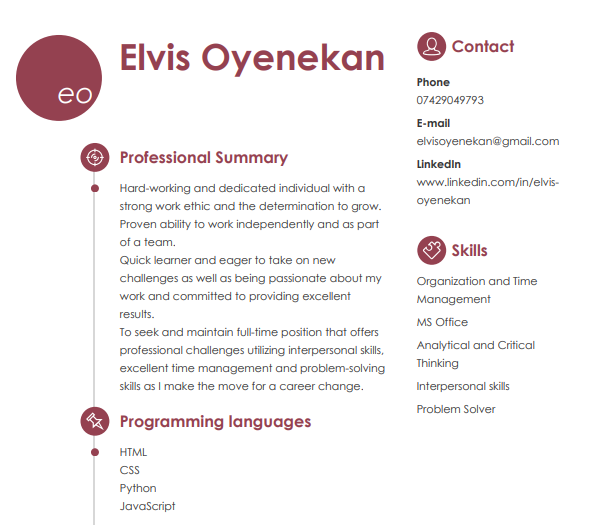 Elvis Oyenekan
eo
Professional Summary
Hard-working and dedicated individual with a
strong work ethic and the determination to grow.
Proven ability to work independently and as part
of a team.
Quick learner and eager to take on new
challenges as well as being passionate about my
work and committed to providing excellent
results.
To seek and maintain full-time position that offers
professional challenges utilizing interpersonal skills,
excellent time management and problem-solving
skills as I make the move for a career change.
Programming languages
HTML
CSS
Python
JavaScript
Contact
Phone
07429049793
E-mail
elvisoyenekan@gmail.com
LinkedIn
www.linkedin.com/in/elvis-
oyenekan
Skills
Organization and Time
Management
MS Office
Analytical and Critical
Thinking
Interpersonal skills
Problem Solver